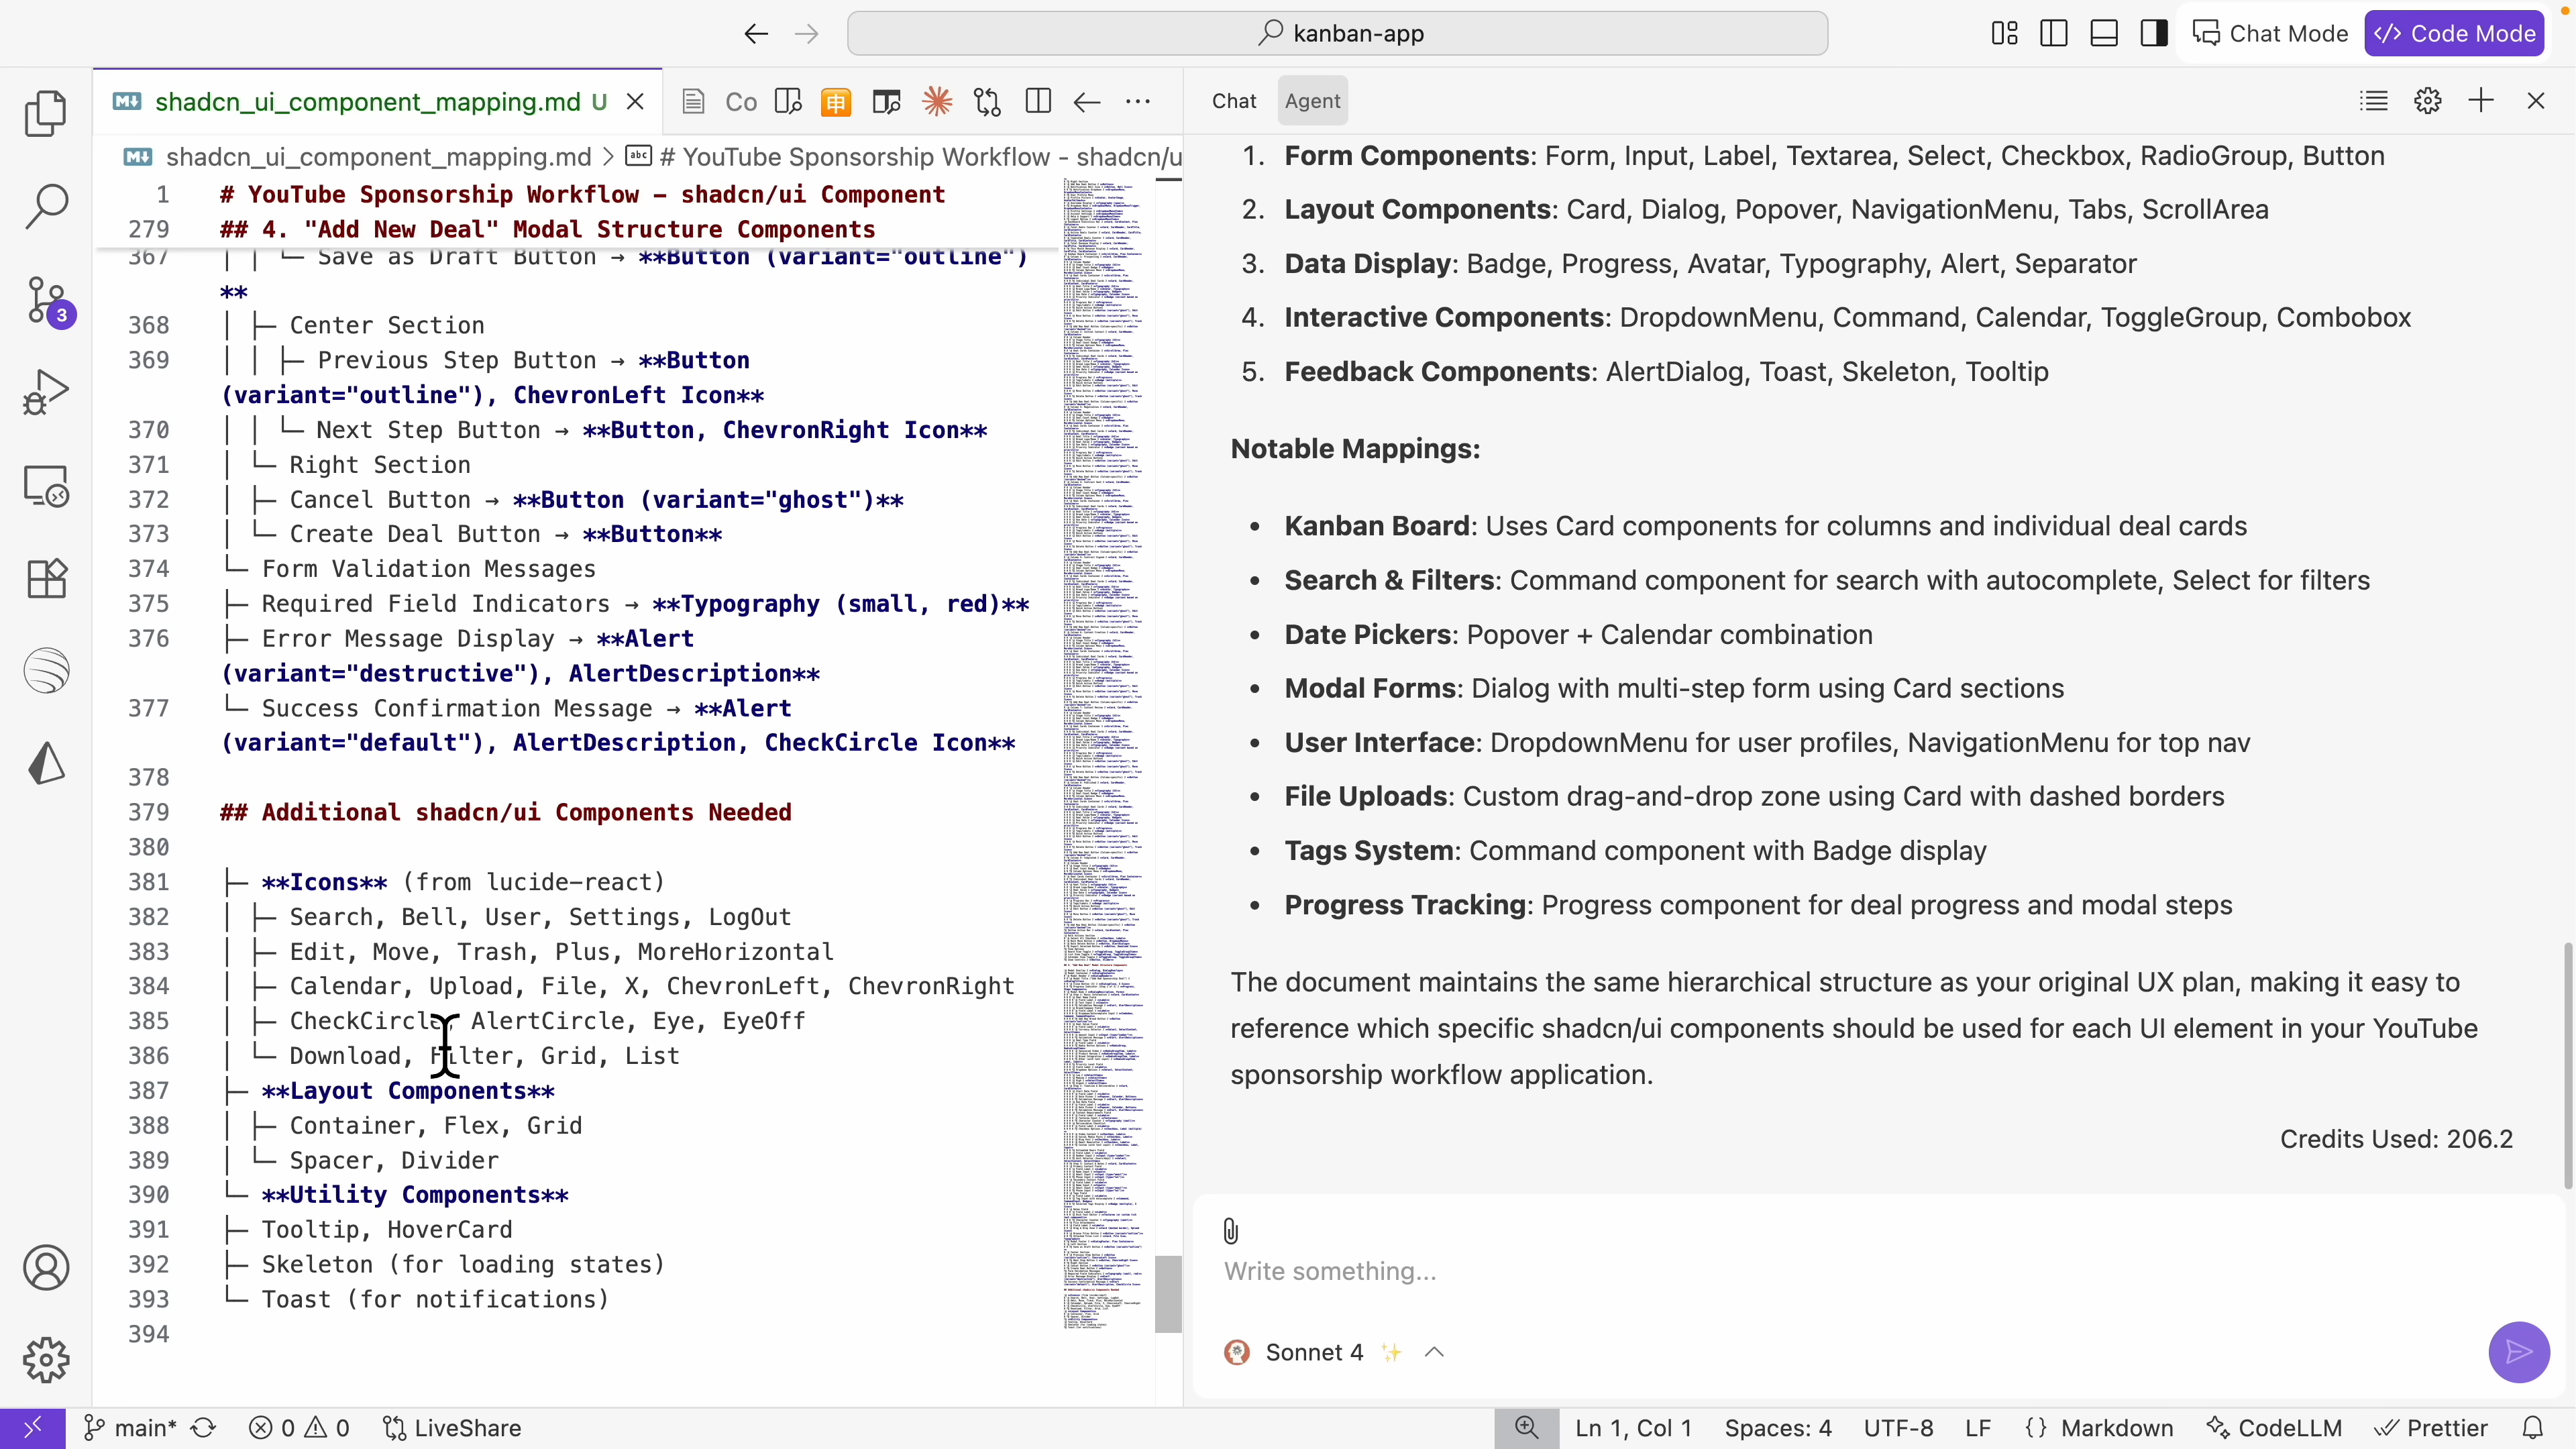 kanban-app
Chat Mode
Code Mode
shadcn_ui_component_mapping.md U
Co
Chat
Agent
shadcn_ui_component_mapping.md > # YouTube Sponsorship Workflow - shadcn/u
1 # YouTube Sponsorship Workflow - shadcn/ui Component
279 ## 4. "Add New Deal" Modal Structure Components
367 │ │ └─ Save as Draft Button → **Button (variant="outline")
**
368 │ ├─ Center Section
369 │ │ ├─ Previous Step Button → **Button
(variant="outline"), ChevronLeft Icon**
370 │ │ └─ Next Step Button → **Button, ChevronRight Icon**
371 │ └─ Right Section
372 │ ├─ Cancel Button → **Button (variant="ghost")**
373 │ └─ Create Deal Button → **Button**
374 └─ Form Validation Messages
375 ├─ Required Field Indicators → **Typography (small, red)**
376 ├─ Error Message Display → **Alert
(variant="destructive"), AlertDescription**
377 └─ Success Confirmation Message → **Alert
(variant="default"), AlertDescription, CheckCircle Icon**
378
379 ## Additional shadcn/ui Components Needed
380
381 ├─ **Icons** (from lucide-react)
382 │ ├─ Search, Bell, User, Settings, LogOut
383 │ ├─ Edit, Move, Trash, Plus, MoreHorizontal
384 │ ├─ Calendar, Upload, File, X, ChevronLeft, ChevronRight
385 │ ├─ CheckCircle, AlertCircle, Eye, EyeOff
386 │ └─ Download, Filter, Grid, List
387 ├─ **Layout Components**
388 │ ├─ Container, Flex, Grid
389 │ └─ Spacer, Divider
390 └─ **Utility Components**
391 ├─ Tooltip, HoverCard
392 ├─ Skeleton (for loading states)
393 └─ Toast (for notifications)
394
1. Form Components: Form, Input, Label, Textarea, Select, Checkbox, RadioGroup, Button
2. Layout Components: Card, Dialog, Popover, NavigationMenu, Tabs, ScrollArea
3. Data Display: Badge, Progress, Avatar, Typography, Alert, Separator
4. Interactive Components: DropdownMenu, Command, Calendar, ToggleGroup, Combobox
5. Feedback Components: AlertDialog, Toast, Skeleton, Tooltip
Notable Mappings:
• Kanban Board: Uses Card components for columns and individual deal cards
• Search & Filters: Command component for search with autocomplete, Select for filters
• Date Pickers: Popover + Calendar combination
• Modal Forms: Dialog with multi-step form using Card sections
• User Interface: DropdownMenu for user profiles, NavigationMenu for top nav
• File Uploads: Custom drag-and-drop zone using Card with dashed borders
• Tags System: Command component with Badge display
• Progress Tracking: Progress component for deal progress and modal steps
The document maintains the same hierarchical structure as your original UX plan, making it easy to
reference which specific shadcn/ui components should be used for each UI element in your YouTube
sponsorship workflow application.
Credits Used: 206.2
Write something...
Sonnet 4
3
main*
0
0
LiveShare
Ln 1, Col 1
Spaces: 4
UTF-8
LF
{} Markdown
CodeLLM
Prettier